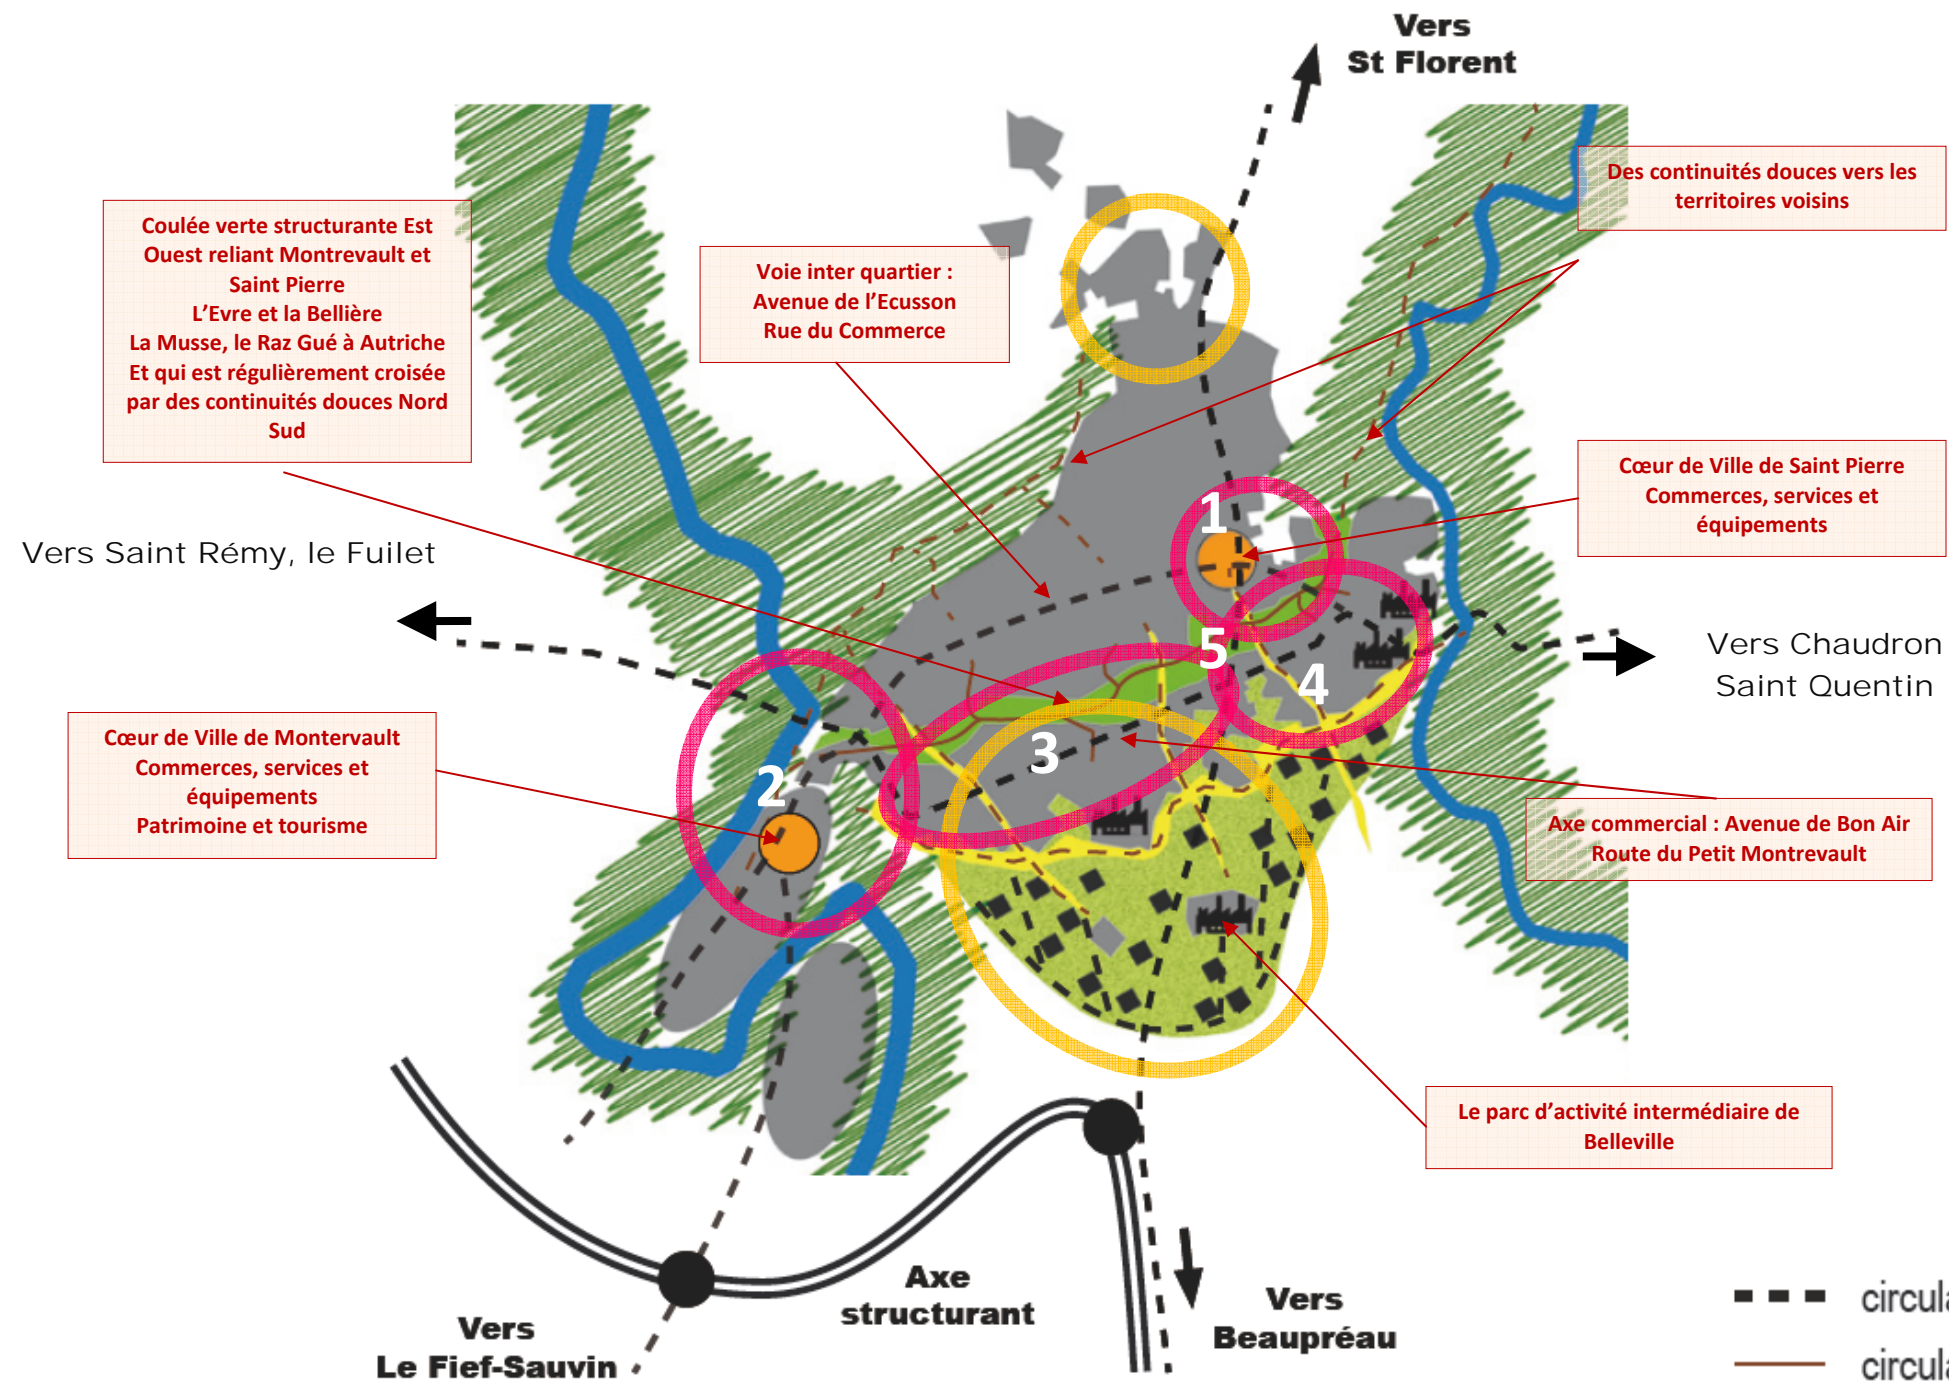 Vers
St Florent
Des continuités douces vers les
territoires voisins
Coulée verte structurante Est
Ouest reliant Montrevault et
Saint Pierre
L’Evre et la Bellière
La Musse, le Raz Gué à Autriche
Et qui est régulièrement croisée
par des continuités douces Nord
Sud
Voie inter quartier :
Avenue de l’Ecusson
Rue du Commerce
Cœur de Ville de Saint Pierre
Commerces, services et
équipements
1
Vers Saint Rémy, le Fuilet
5
4
Vers Chaudron
Saint Quentin
3
2
Cœur de Ville de Montervault
Commerces, services et
équipements
Patrimoine et tourisme
Axe commercial : Avenue de Bon Air
Route du Petit Montrevault
Le parc d’activité intermédiaire de
Belleville
Axe
structurant
Vers
Beaupréau
Vers
Le Fief-Sauvin